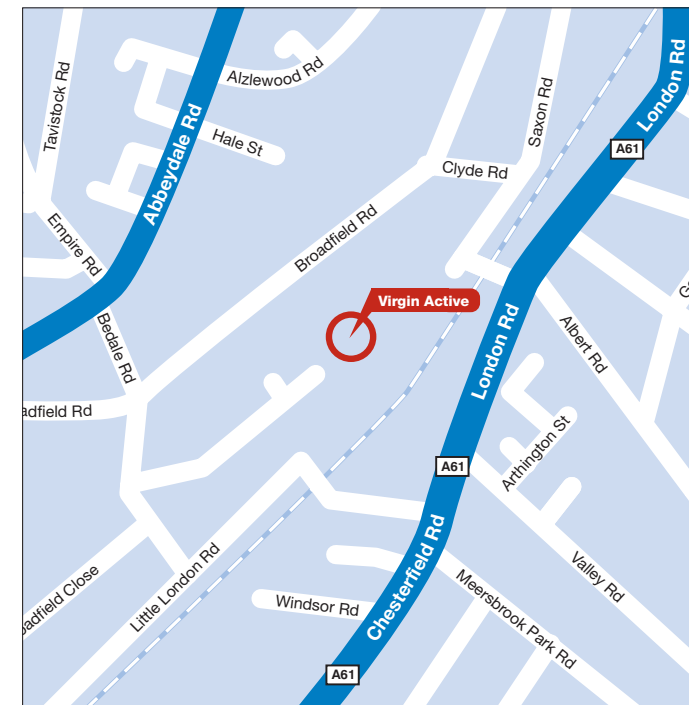 Tavistock Rd
Alzlewood Rd
Hale St
Abbeydale Rd
Saxon Rd
London Rd
A61
Clyde Rd
Empire Rd
Broadfield Rd
Virgin Active
Bedale Rd
London Rd
Albert Rd
adfield Rd
A61
Arthington St
Valley Rd
Little London Rd
Chesterfield Rd
adfield Close
Windsor Rd
Meersbrook Park Rd
A61